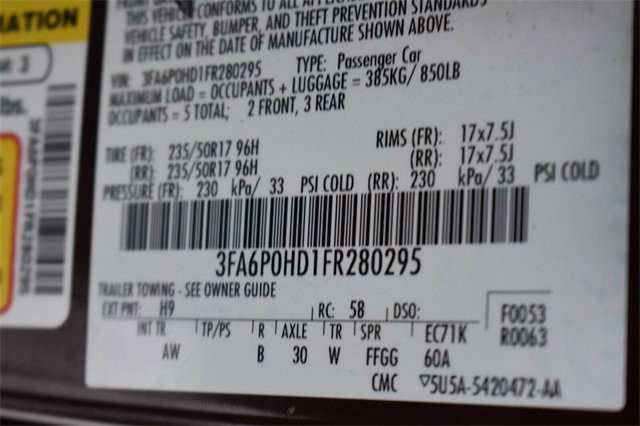 MATION
3
lbs.
3FA6P0HD1FR280295
THIS VEHICLE CONFORMS TO ALL
VEHICLE SAFETY, BUMPER, AND THEFT PREVENTION STANDARDS
IN EFFECT ON THE DATE OF MANUFACTURE SHOWN ABOVE.
VIN: 3FA6P0HD1FR280295 TYPE: Passenger Car
MAXIMUM LOAD = OCCUPANTS + LUGGAGE = 385KG/ 850LB
OCCUPANTS = 5 TOTAL; 2 FRONT, 3 REAR
TIRE (FR): 235/50R17 96H RIMS (FR): 17x7.5J
(RR): 235/50R17 96H (RR): 17x7.5J
PRESSURE (FR): 230 kPa/ 33 PSI COLD (RR): 230 kPa/ 33 PSI COLD
3FA6P0HD1FR280295
TRAILER TOWING - SEE OWNER GUIDE
EXT PNT: H9 RC: 58 DSO: F0053
R0063
INT TR TP/PS R AXLE TR SPR EC71K
AW B 30 W FFGG 60A
CMC ▽5U5A-5420472-AA